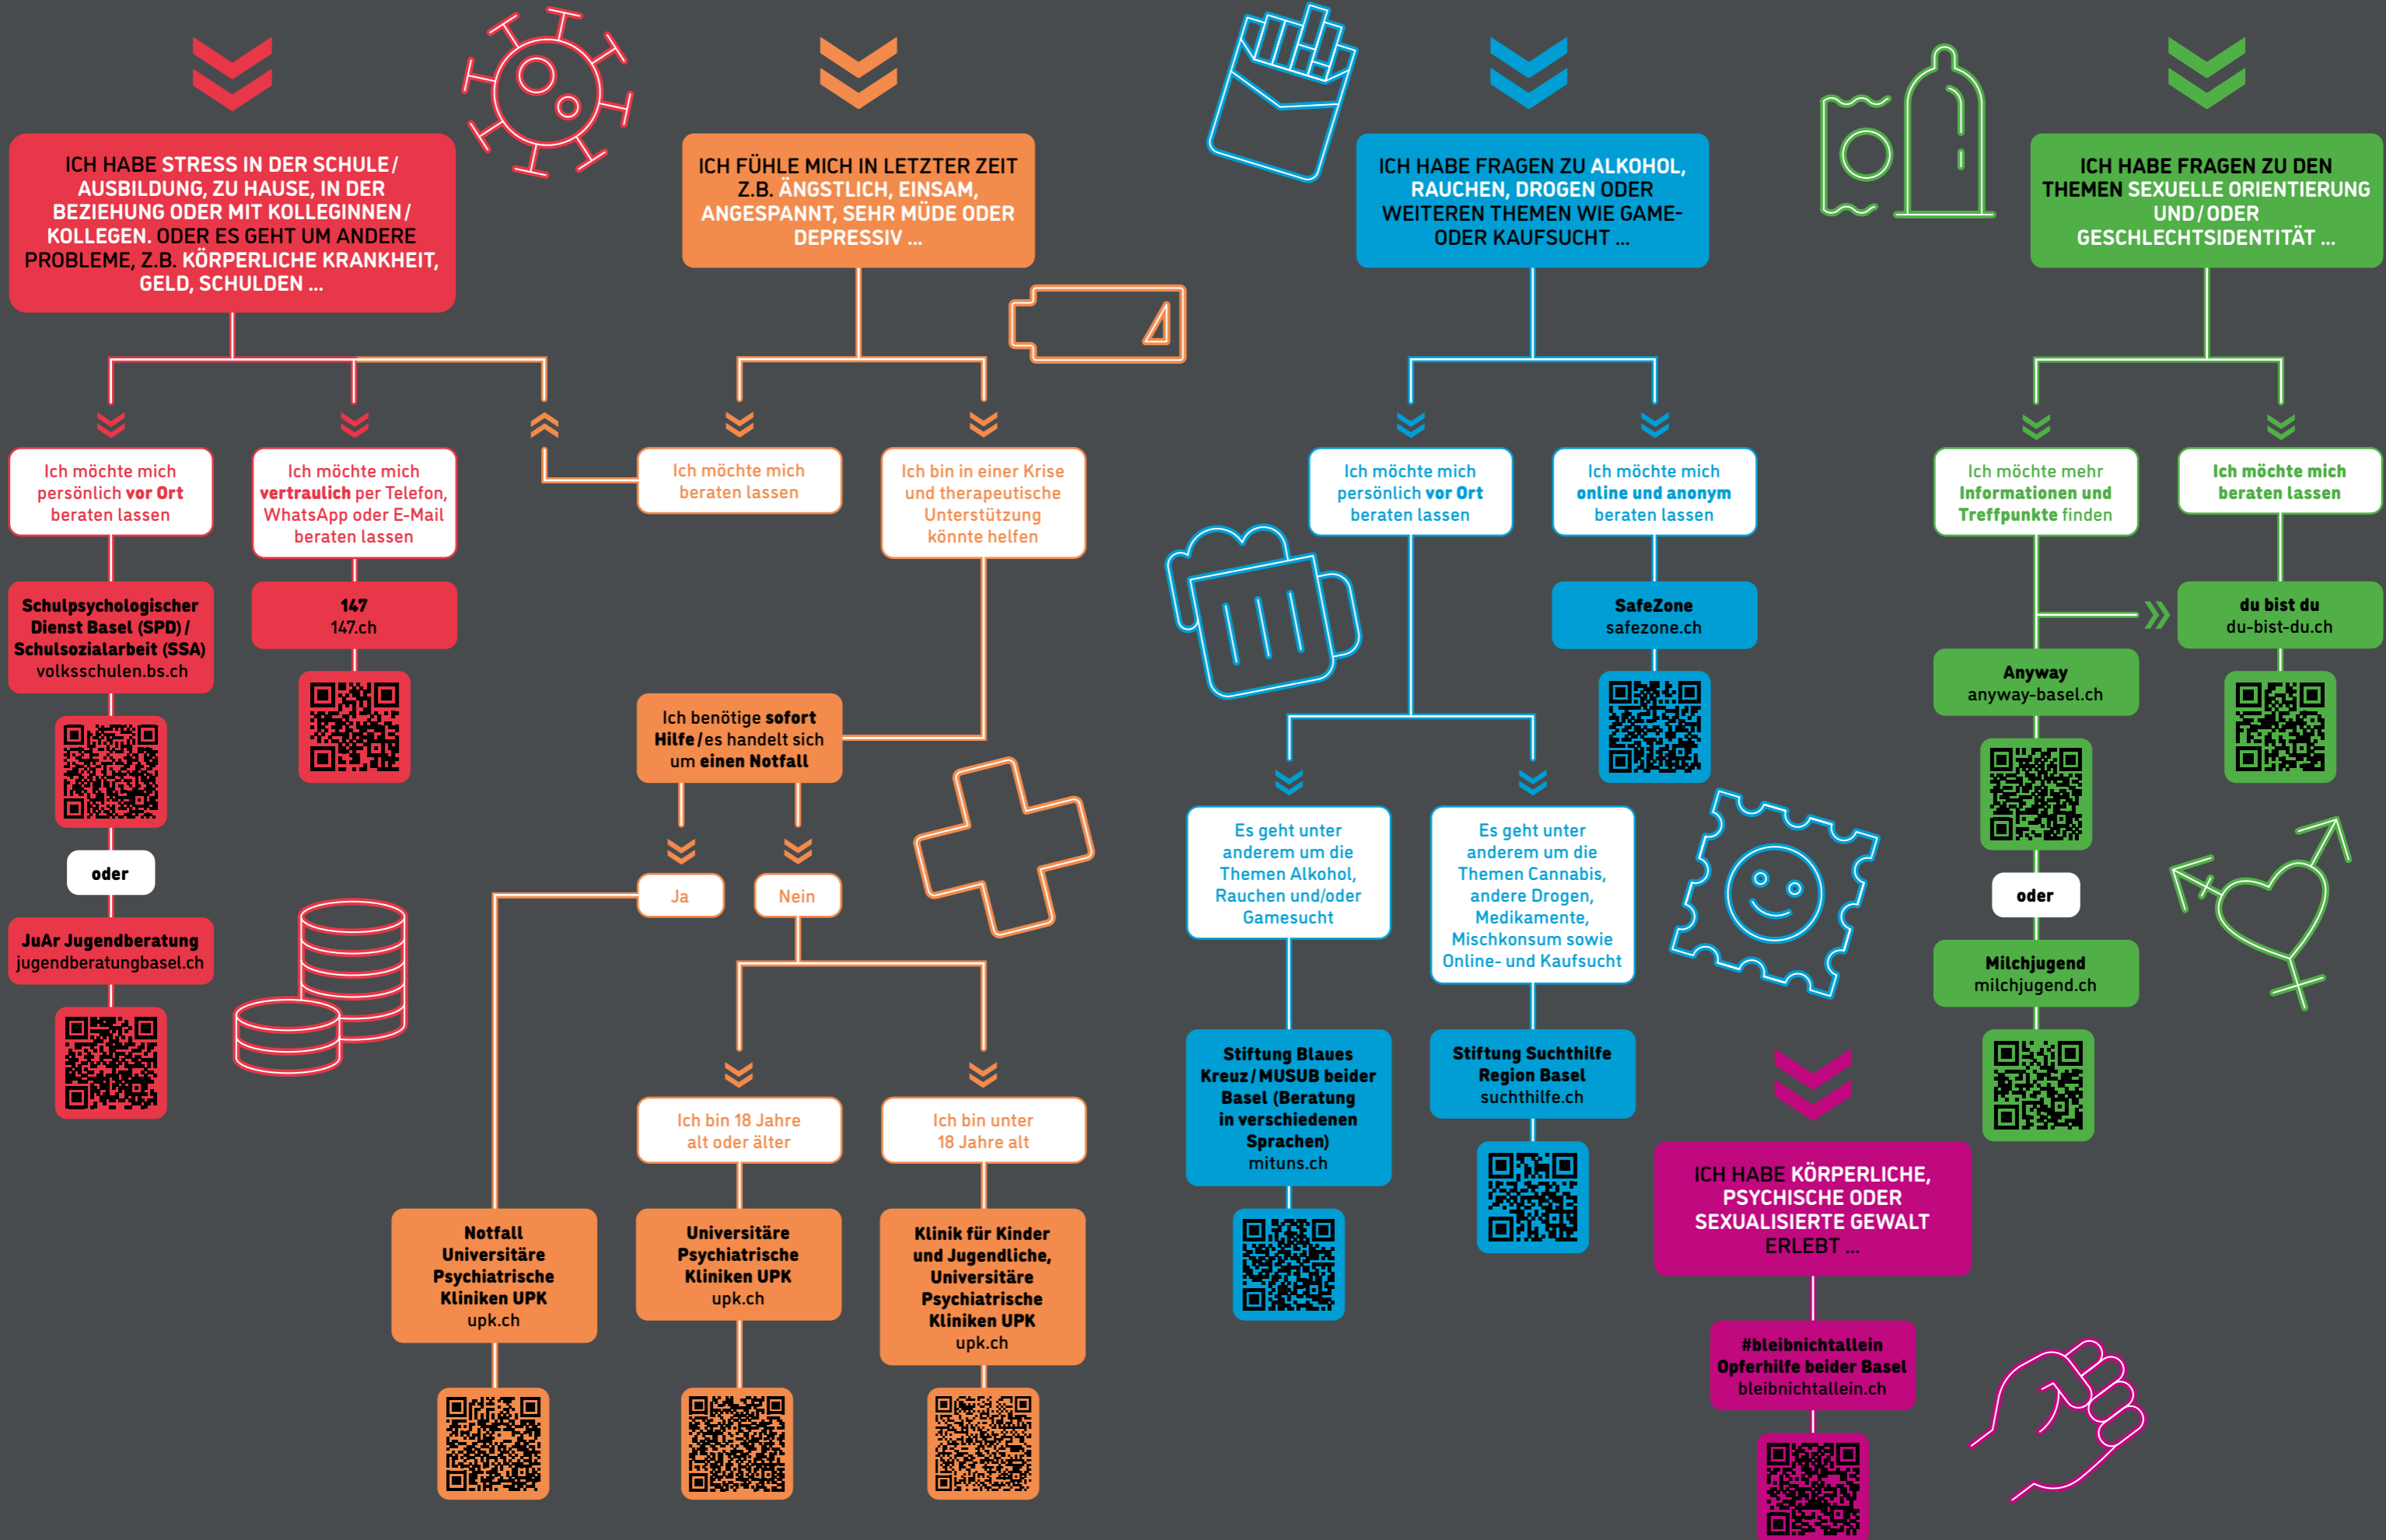 ICH HABE STRESS IN DER SCHULE/
AUSBILDUNG, ZU HAUSE, IN DER
BEZIEHUNG ODER MIT KOLLEGINNEN/
KOLLEGEN. ODER ES GEHT UM ANDERE
PROBLEME, Z.B. KÖRPERLICHE KRANKHEIT,
GELD, SCHULDEN ...
Ich möchte mich
persönlich vor Ort
beraten lassen
Schulpsychologischer
Dienst Basel (SPD)/
Schulsozialarbeit (SSA)
volksschulen.bs.ch
oder
JuAr Jugendberatung
jugendberatungbasel.ch
Ich möchte mich
vertraulich per Telefon,
WhatsApp oder E-Mail
beraten lassen
147
147.ch
ICH FÜHLE MICH IN LETZTER ZEIT
Z.B. ÄNGSTLICH, EINSAM,
ANGESPANNT, SEHR MÜDE ODER
DEPRESSIV ...
Ich möchte mich
beraten lassen
Ich bin in einer Krise
und therapeutische
Unterstützung
könnte helfen
Ich benötige sofort
Hilfe/es handelt sich
um einen Notfall
Ja
Nein
Ich bin 18 Jahre
alt oder älter
Ich bin unter
18 Jahre alt
Notfall
Universitäre
Psychiatrische
Kliniken UPK
upk.ch
Universitäre
Psychiatrische
Kliniken UPK
upk.ch
Klinik für Kinder
und Jugendliche,
Universitäre
Psychiatrische
Kliniken UPK
upk.ch
ICH HABE FRAGEN ZU ALKOHOL,
RAUCHEN, DROGEN ODER
WEITEREN THEMEN WIE GAME-
ODER KAUFSUCHT ...
Ich möchte mich
persönlich vor Ort
beraten lassen
Ich möchte mich
online und anonym
beraten lassen
SafeZone
safezone.ch
Es geht unter
anderem um die
Themen Alkohol,
Rauchen und/oder
Gamesucht
Es geht unter
anderem um die
Themen Cannabis,
andere Drogen,
Medikamente,
Mischkonsum sowie
Online- und Kaufsucht
Stiftung Blaues
Kreuz/MUSUB beider
Basel (Beratung
in verschiedenen
Sprachen)
mituns.ch
Stiftung Suchthilfe
Region Basel
suchthilfe.ch
ICH HABE FRAGEN ZU DEN
THEMEN SEXUELLE ORIENTIERUNG
UND/ODER
GESCHLECHTSIDENTITÄT ...
Ich möchte mehr
Informationen und
Treffpunkte finden
Ich möchte mich
beraten lassen
du bist du
du-bist-du.ch
Anyway
anyway-basel.ch
oder
Milchjugend
milchjugend.ch
ICH HABE KÖRPERLICHE,
PSYCHISCHE ODER
SEXUALISIERTE GEWALT
ERLEBT ...
#bleibnichtallein
Opferhilfe beider Basel
bleibnichtallein.ch